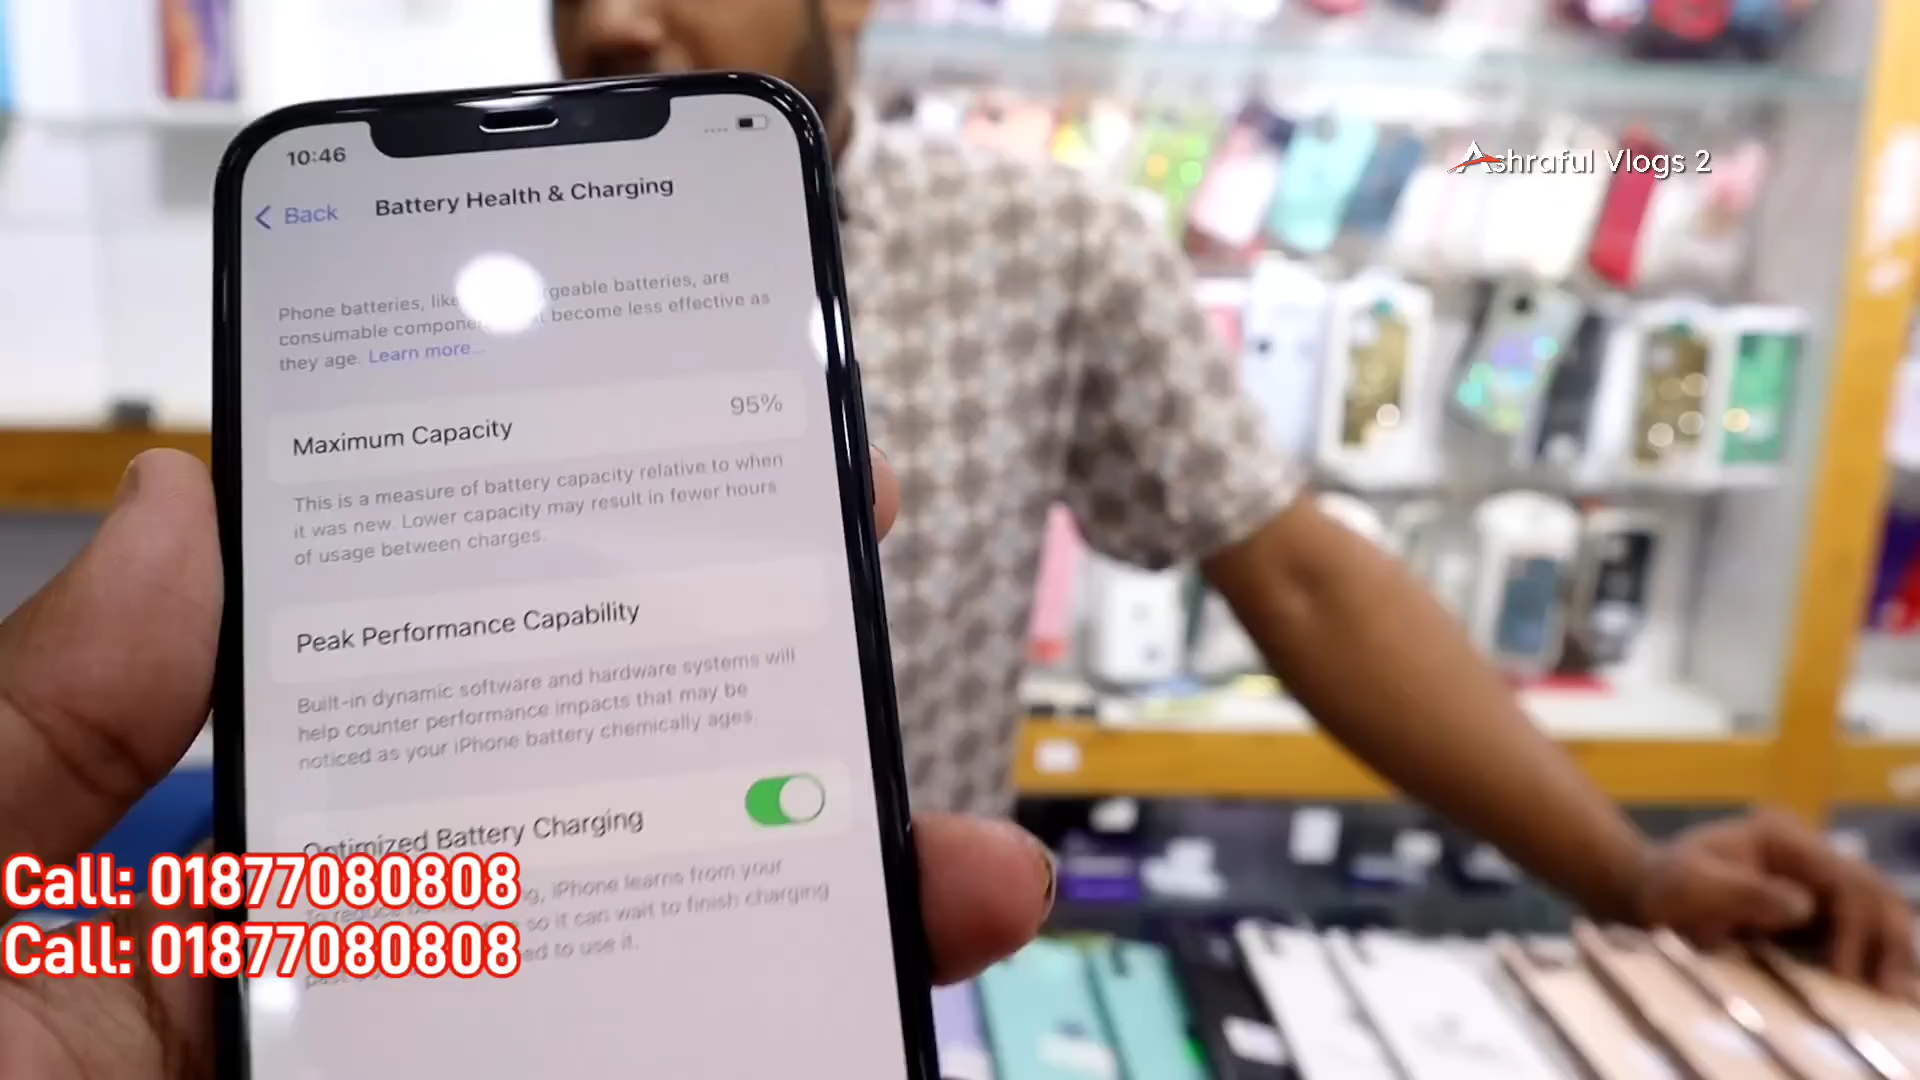 10:46
Ashraful Vlogs 2
Back
Battery Health & Charging
Phone batteries, like rgeable batteries, are
consumable become less effective as
they age. Learn more...
Maximum Capacity
95%
This is a measure of battery capacity relative to when
it was new. Lower capacity may result in fewer hours
of usage between charges.
Peak Performance Capability
Built-in dynamic software and hardware systems will
help counter performance impacts that may be
noticed as your iPhone battery chemically ages.
Optimized Battery Charging
iPhone learns from your
so it can wait to finish charging
to use it.
Call: 01877080808
Call: 01877080808